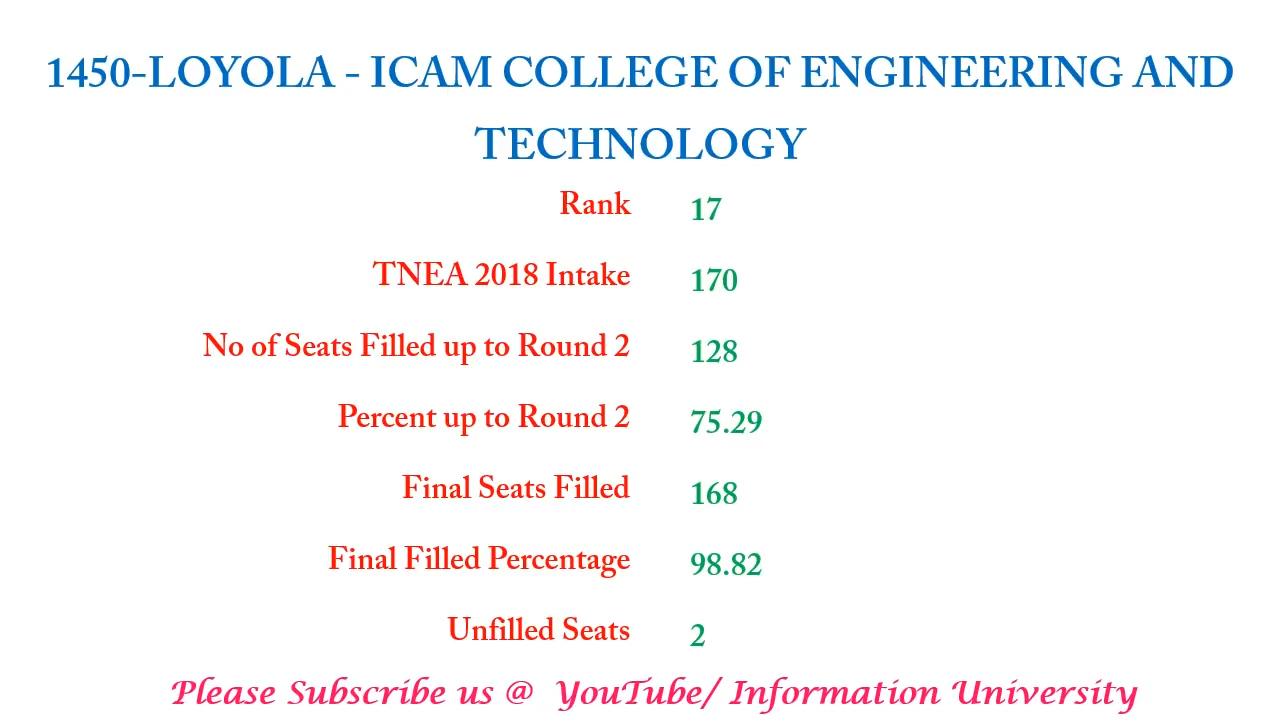 1450-LOYOLA - ICAM COLLEGE OF ENGINEERING AND
TECHNOLOGY
Rank 17
TNEA 2018 Intake 170
No of Seats Filled up to Round 2 128
Percent up to Round 2 75.29
Final Seats Filled 168
Final Filled Percentage 98.82
Unfilled Seats 2
Please Subscribe us @ YouTube/ Information University